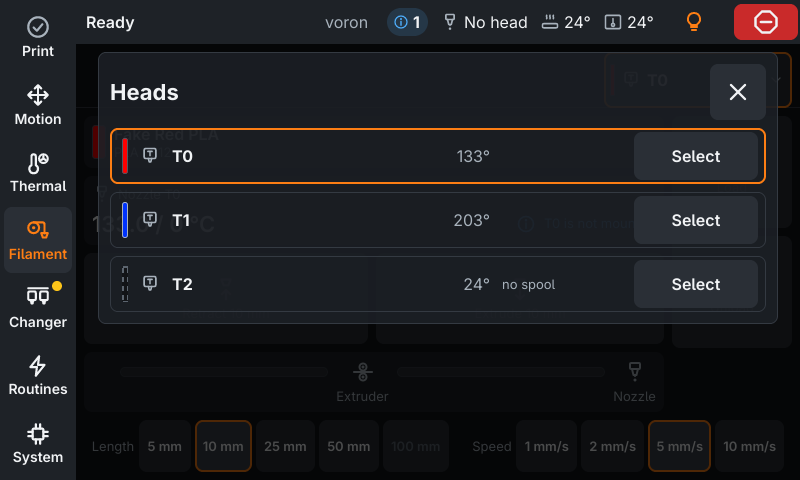 Ready
voron
1
No head
24°
24°
Print
Motion
Thermal
Filament
Changer
Routines
System
Heads
T0
T0
133°
Select
T1
203°
Select
T2
24°
no spool
Select
Extruder
Nozzle
Length
5 mm
10 mm
25 mm
50 mm
100 mm
Speed
1 mm/s
2 mm/s
5 mm/s
10 mm/s